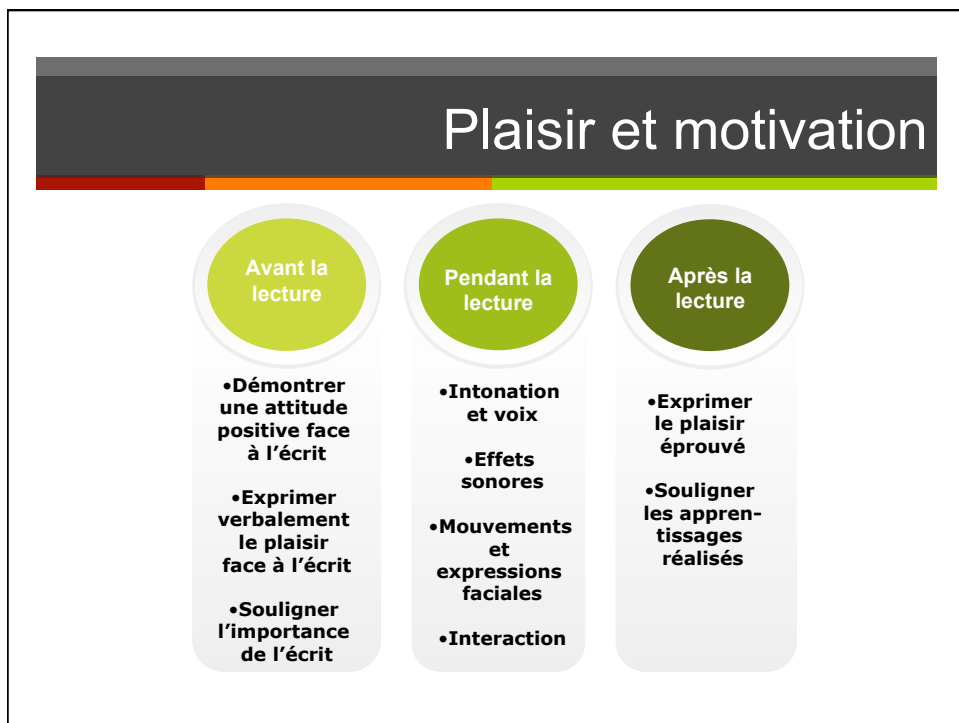 Plaisir et motivation
Avant la
lecture
•Démontrer
une attitude
positive face
à l’écrit
•Exprimer
verbalement
le plaisir
face à l’écrit
•Souligner
l’importance
de l’écrit
Pendant la
lecture
•Intonation
et voix
•Effets
sonores
•Mouvements
et
expressions
faciales
•Interaction
Après la
lecture
•Exprimer
le plaisir
éprouvé
•Souligner
les appren-
tissages
réalisés